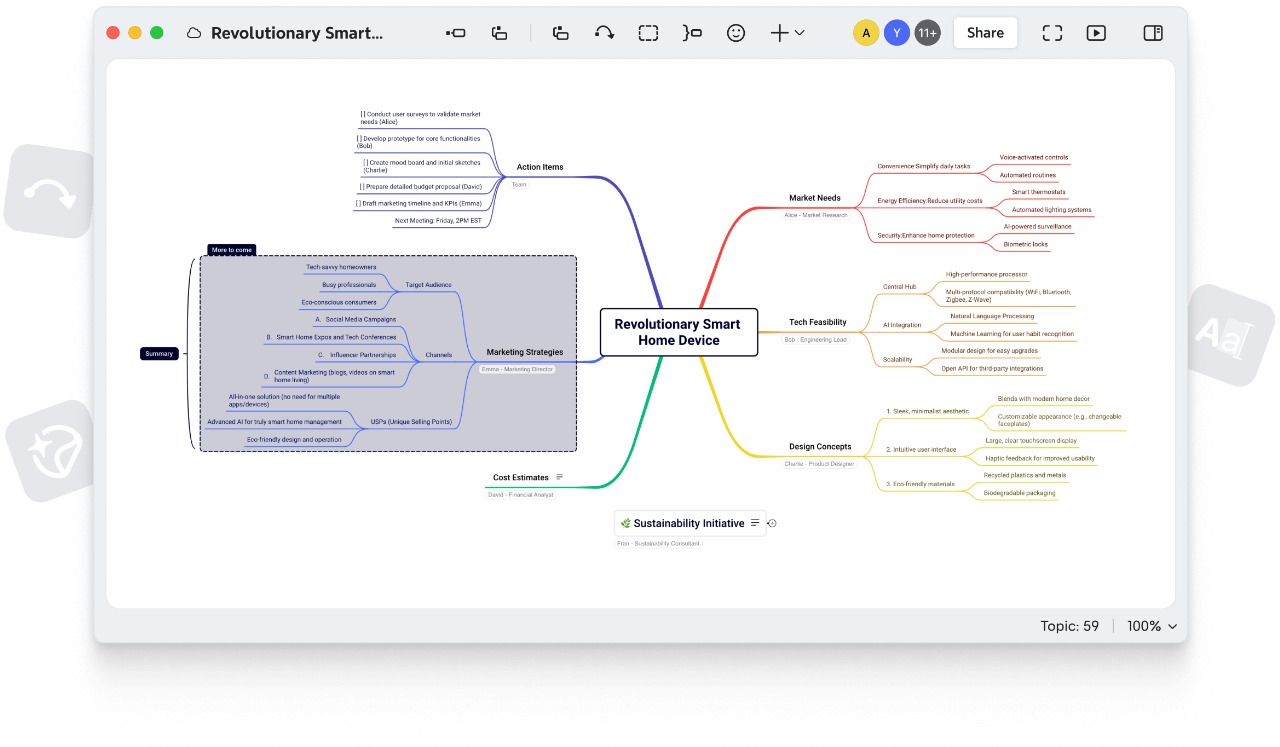 Revolutionary Smart...
A
Y
11+
Share
[ ] Conduct user surveys to validate market
needs (Alice)
[ ] Develop prototype for core functionalities
(Bob)
[ ] Create mood board and initial sketches
(Charlie)
[ ] Prepare detailed budget proposal (David)
[ ] Draft marketing timeline and KPIs (Emma)
Next Meeting: Friday, 2PM EST
Action Items
Team
More to come
Summary
Tech-savvy homeowners
Busy professionals
Eco-conscious consumers
Target Audience
A. Social Media Campaigns
B. Smart Home Expos and Tech Conferences
C. Influencer Partnerships
D. Content Marketing (blogs, videos on smart
home living)
Channels
All-in-one solution (no need for multiple
apps/devices)
Advanced AI for truly smart home management
Eco-friendly design and operation
USPs (Unique Selling Points)
Marketing Strategies
Emma - Marketing Director
Cost Estimates
David - Financial Analyst
Revolutionary Smart
Home Device
Market Needs
Alice - Market Research
Convenience:Simplify daily tasks
Voice-activated controls
Automated routines
Energy Efficiency:Reduce utility costs
Smart thermostats
Automated lighting systems
Security:Enhance home protection
AI-powered surveillance
Biometric locks
Tech Feasibility
Bob - Engineering Lead
Central Hub
High-performance processor
Multi-protocol compatibility (WiFi, Bluetooth,
Zigbee, Z-Wave)
AI Integration
Natural Language Processing
Machine Learning for user habit recognition
Scalability
Modular design for easy upgrades
Open API for third-party integrations
Design Concepts
Charlie - Product Designer
1. Sleek, minimalist aesthetic
Blends with modern home decor
Customizable appearance (e.g., changeable
faceplates)
2. Intuitive user interface
Large, clear touchscreen display
Haptic feedback for improved usability
3. Eco-friendly materials
Recycled plastics and metals
Biodegradable packaging
🌿 Sustainability Initiative
Fran - Sustainability Consultant
Aa
Topic: 59
100%